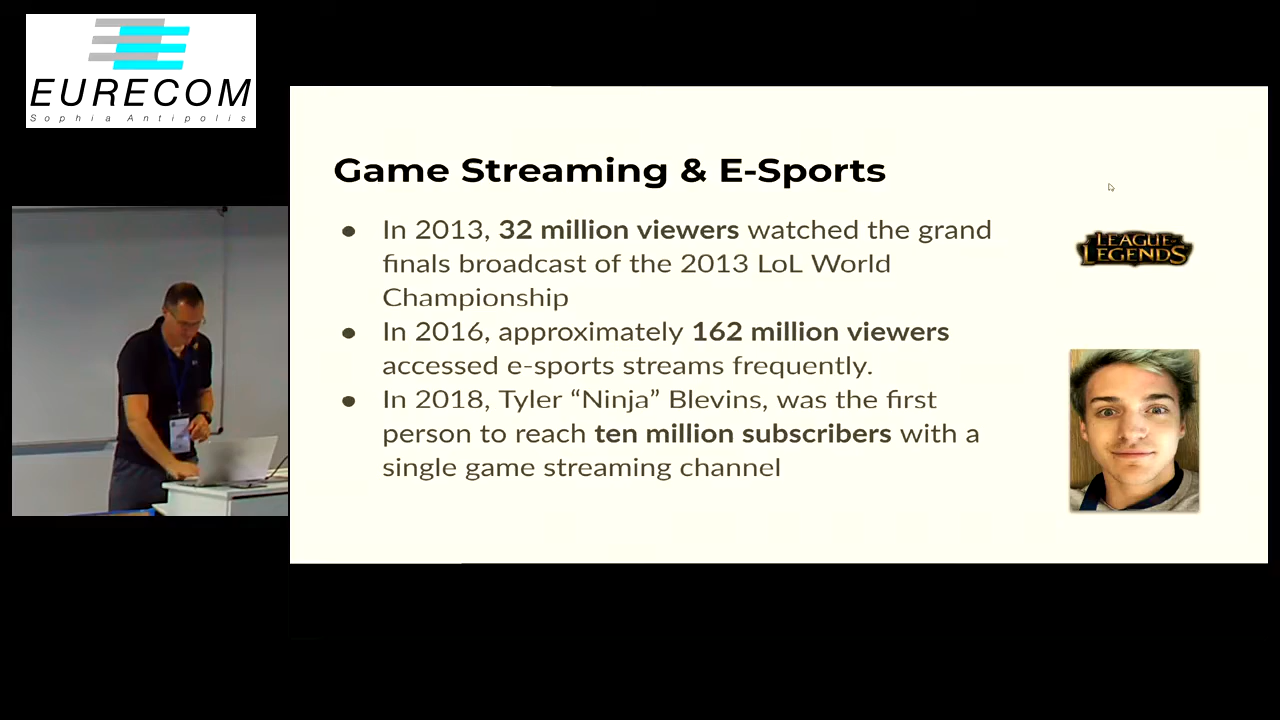 EURECOM
Sophia Antipolis
Game Streaming & E-Sports
● In 2013, 32 million viewers watched the grand
finals broadcast of the 2013 LoL World
Championship
● In 2016, approximately 162 million viewers
accessed e-sports streams frequently.
● In 2018, Tyler “Ninja” Blevins, was the first
person to reach ten million subscribers with a
single game streaming channel
LEAGUE
LEGENDS